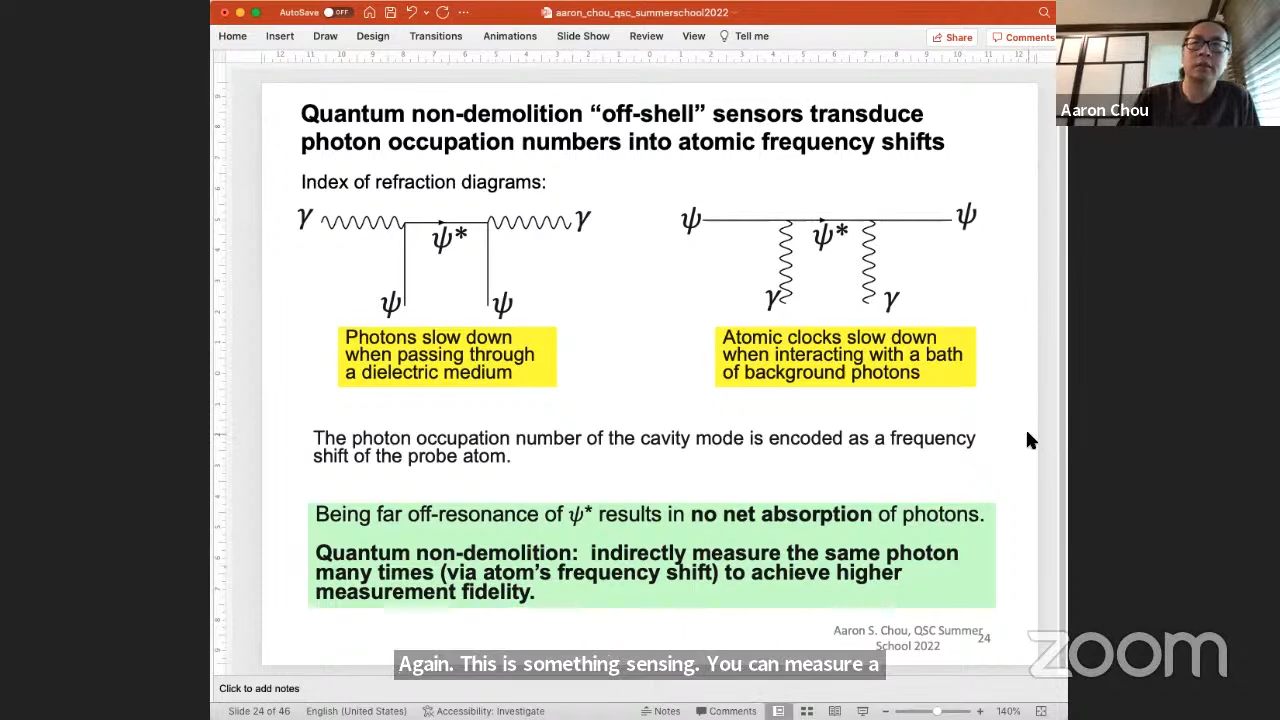 AutoSave OFF
aaron_chou_qsc_summerschool2022
Home Insert Draw Design Transitions Animations Slide Show Review View Tell me Share Comments
Aaron Chou
Quantum non-demolition “off-shell” sensors transduce
photon occupation numbers into atomic frequency shifts
Index of refraction diagrams:
γ ψ* γ
ψ ψ
ψ ψ* ψ
γ γ
Photons slow down
when passing through
a dielectric medium
Atomic clocks slow down
when interacting with a bath
of background photons
The photon occupation number of the cavity mode is encoded as a frequency
shift of the probe atom.
Being far off-resonance of ψ* results in no net absorption of photons.
Quantum non-demolition: indirectly measure the same photon
many times (via atom’s frequency shift) to achieve higher
measurement fidelity.
Aaron S. Chou, QSC Summer
School 2022
24
Again. This is something sensing. You can measure a
zoom
Click to add notes
Slide 24 of 46 English (United States) Accessibility: Investigate Notes Comments 140%